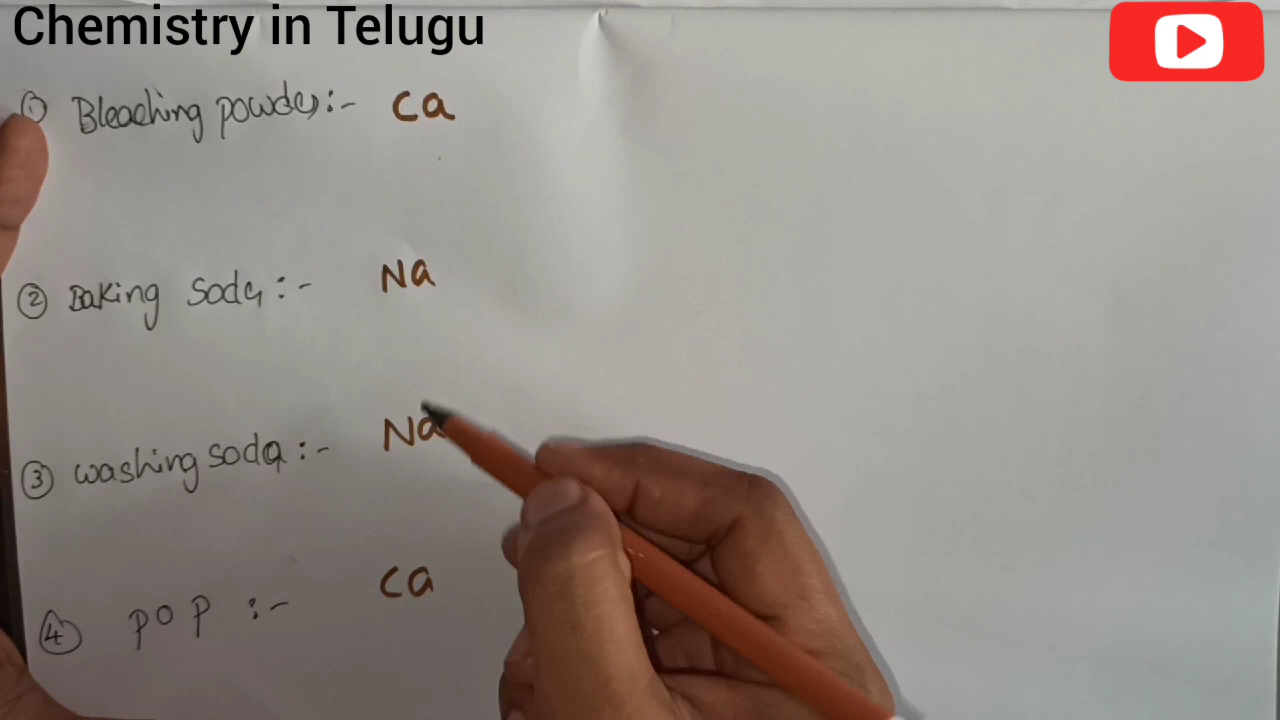 Chemistry in Telugu
① Bleaching powder:- Ca
② Baking soda:- Na
③ washing soda:- Na
④ POP :- Ca